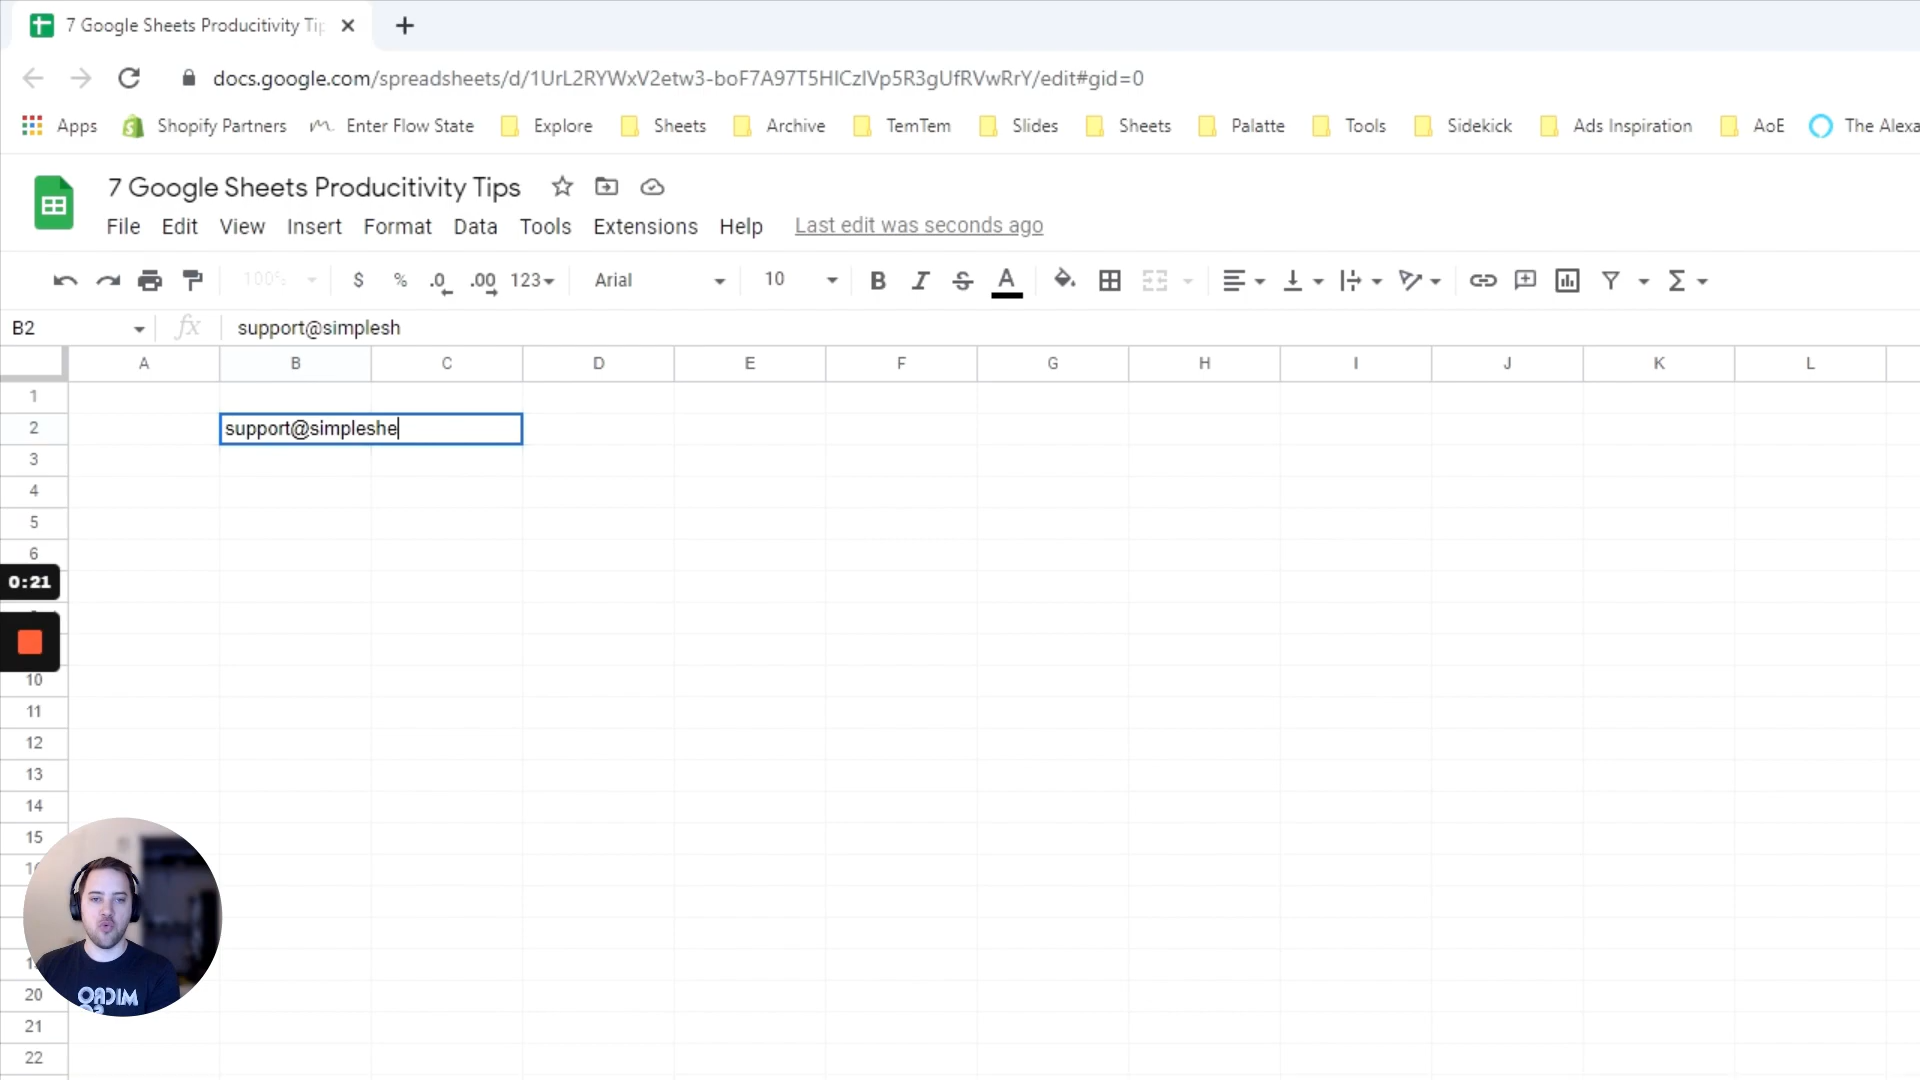 7 Google Sheets Producitivity Tip
docs.google.com/spreadsheets/d/1UrL2RYWxV2etw3-boF7A97T5HICzIVp5R3gUfRVwRrY/edit#gid=0
Apps Shopify Partners Enter Flow State Explore Sheets Archive TemTem Slides Sheets Palatte Tools Sidekick Ads Inspiration AoE The Alexa
7 Google Sheets Producitivity Tips
File Edit View Insert Format Data Tools Extensions Help Last edit was seconds ago
100% $ % .0 .00 123 Arial 10 B I S A Σ
B2 fx support@simplesh
A B C D E F G H I J K L
1
2 support@simpleshe
3
4
5
6
0:21
10
11
12
13
14
15
20
21
22